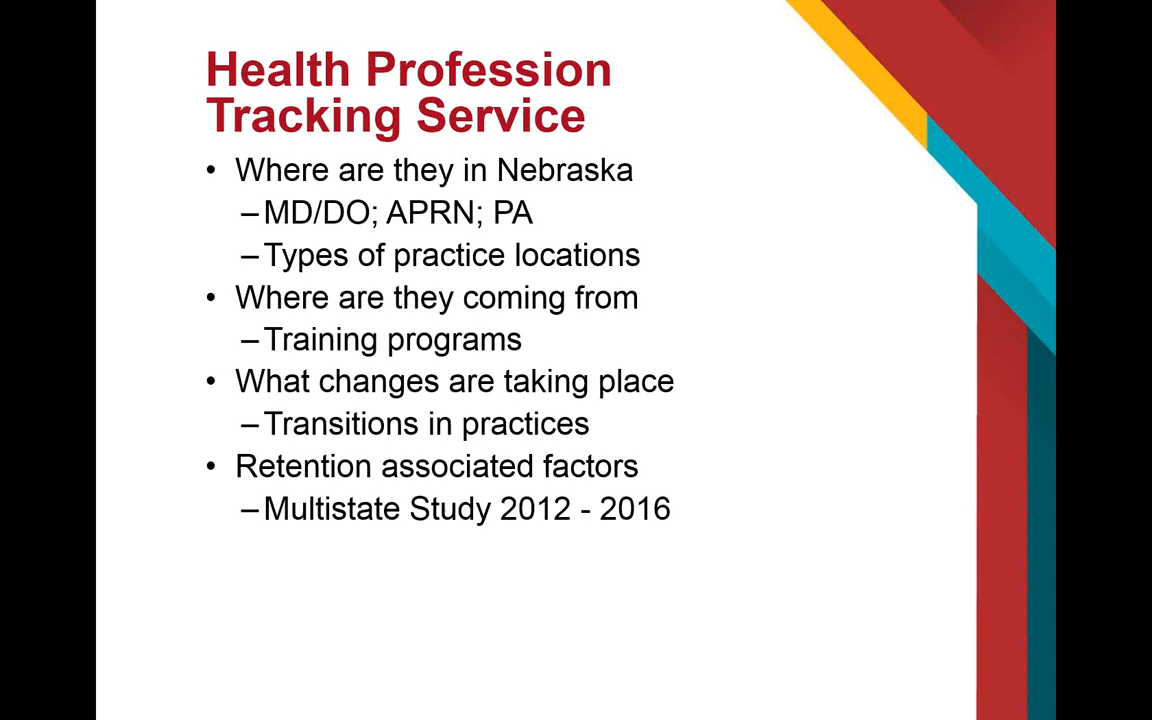 Health Profession
Tracking Service
• Where are they in Nebraska
– MD/DO; APRN; PA
– Types of practice locations
• Where are they coming from
– Training programs
• What changes are taking place
– Transitions in practices
• Retention associated factors
– Multistate Study 2012 - 2016